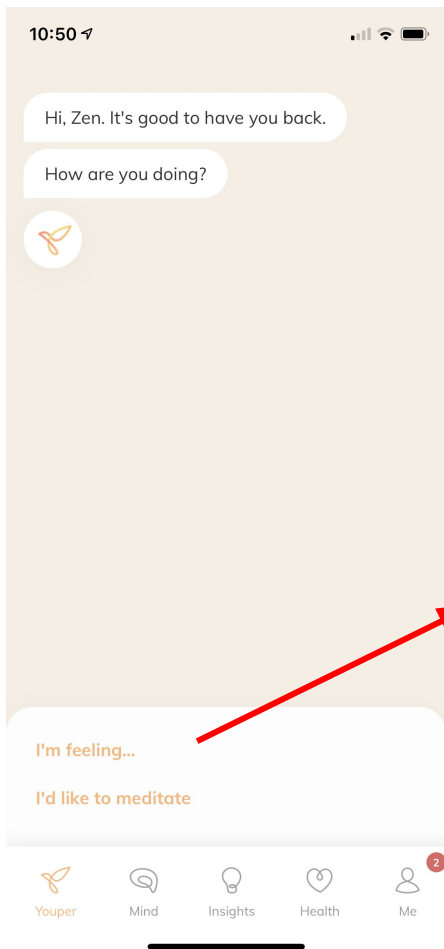 10:50
Hi, Zen. It's good to have you back.
How are you doing?
I'm feeling...
I'd like to meditate
2
Youper Mind Insights Health Me